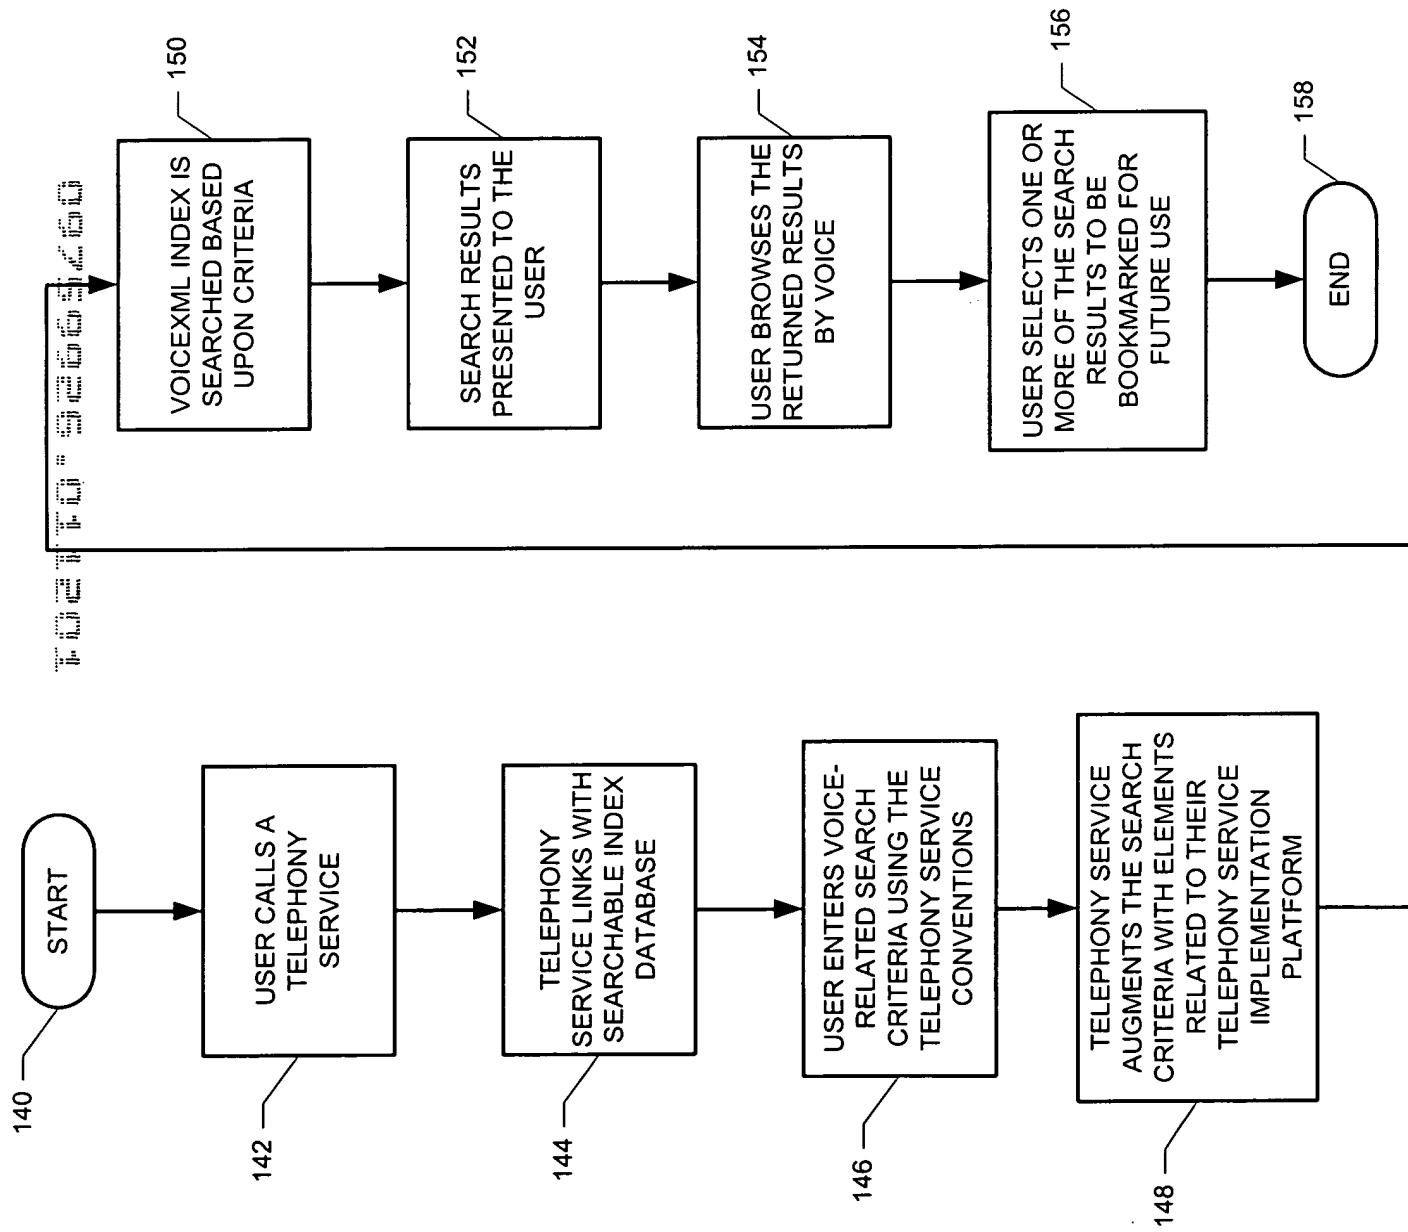 START
140
USER CALLS A
TELEPHONY
SERVICE
142
TELEPHONY
SERVICE LINKS WITH
SEARCHABLE INDEX
DATABASE
144
USER ENTERS VOICE-
RELATED SEARCH
CRITERIA USING THE
TELEPHONY SERVICE
CONVENTIONS
146
TELEPHONY SERVICE
AUGMENTS THE SEARCH
CRITERIA WITH ELEMENTS
RELATED TO THEIR
TELEPHONY SERVICE
IMPLEMENTATION
PLATFORM
148
VOICEXML INDEX IS
SEARCHED BASED
UPON CRITERIA
150
SEARCH RESULTS
PRESENTED TO THE
USER
152
USER BROWSES THE
RETURNED RESULTS
BY VOICE
154
USER SELECTS ONE OR
MORE OF THE SEARCH
RESULTS TO BE
BOOKMARKED FOR
FUTURE USE
156
END
158